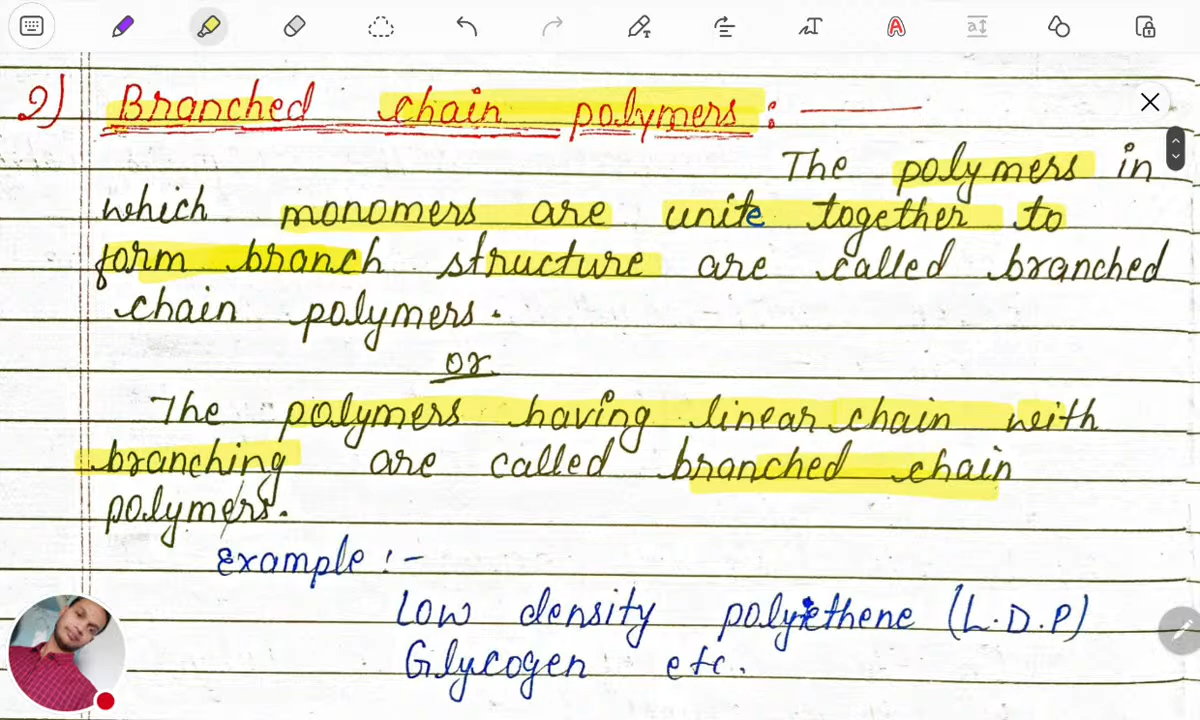 2) Branched chain polymers :
The polymers in
which monomers are unite together to
form branch structure are called branched
chain polymers.
or
The polymers having linear chain with
branching are called branched chain
polymers.
Example :-
Low density polyethene (L.D.P)
Glycogen etc.